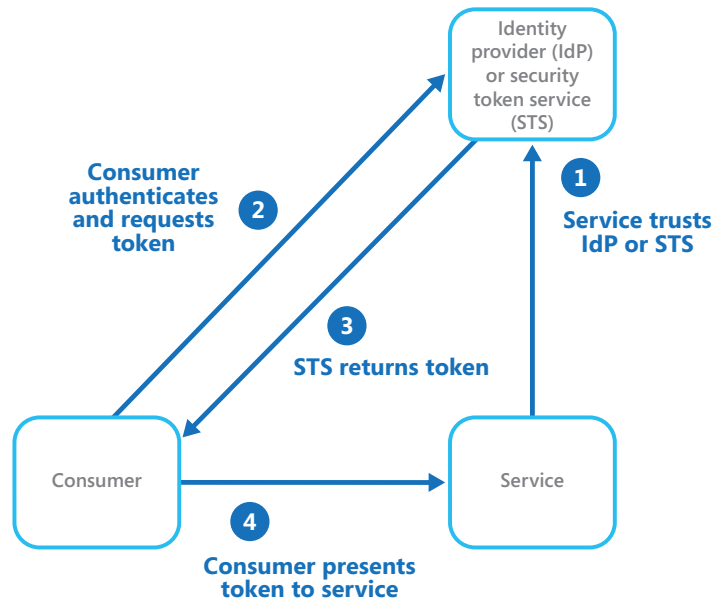 Identity
provider (IdP)
or security
token service
(STS)
1
Service trusts
IdP or STS
Consumer
authenticates
and requests
token
2
3
STS returns token
Consumer
Service
4
Consumer presents
token to service